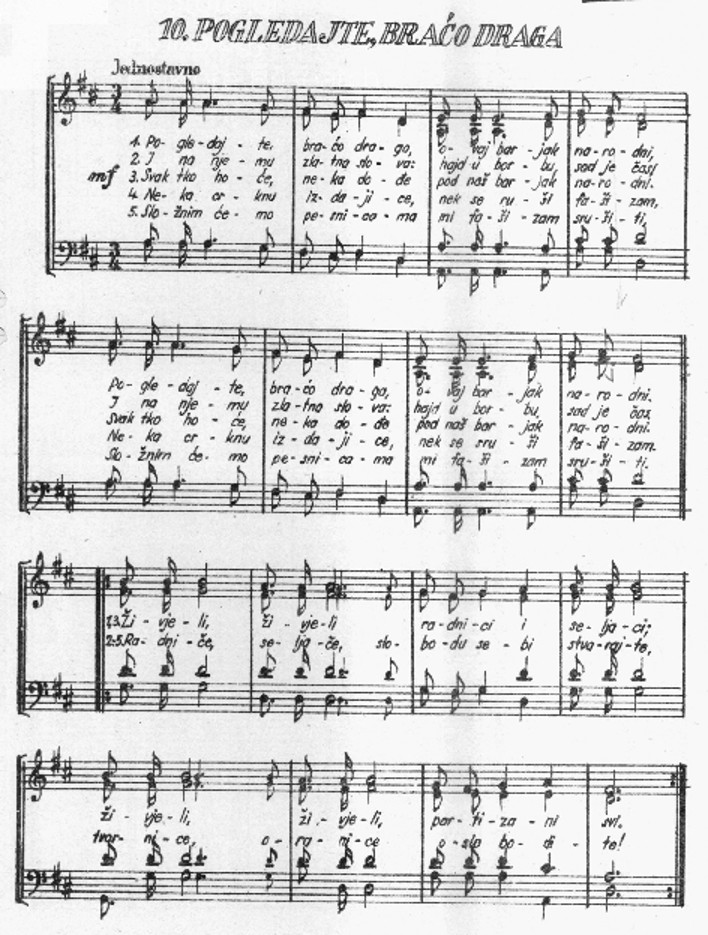 10. POGLEDAJTE, BRAĆO DRAGA
Jednostavno
1. Po- gle- daj - te, bra- ćo dra - ga, o- vaj bar - jak na - ro - dni,
2. I na nje - mu zla- tna slo - va: hajd u bor - bu, sad je čas!
mf 3. Svak tko ho - će, ne - ka do - đe pod naš bar - jak na - ro - dni.
4. Ne- ka cr - knu iz- da - ji - ce, nek se ru - ši fa - ši - zam,
5. Slo- žnim će - mo pe- sni - ca - ma mi fa - ši - zam sru - ši - ti,
Po - gle - daj - te, bra- ćo dra - ga, o- vaj bar - jak na - ro - dni.
I na nje - mu zla - tna slo - va: hajd u bor - bu, sad je čas.
Svak tko ho - će, ne - ka do - đe pod naš bar - jak na - ro - dni.
Ne - ka cr - knu iz - da - ji - ce, nek se sru - ši fa - ši - zam.
Slo - žnim će - mo pe - sni - ca - ma mi fa - ši - zam sru - ši - ti.
1.3. Ži - vje - li, ži - vje - li ra - dni - ci i se - lja - ci;
2-5. Ra- dni - če, se - lja - če, slo- bo - du se - bi stva - raj - te,
ži - vje - li, ži - vje - li, par - ti - za - ni svi.
tvor - ni - ce, o - ra - ni - ce o - slo bo - di - te!